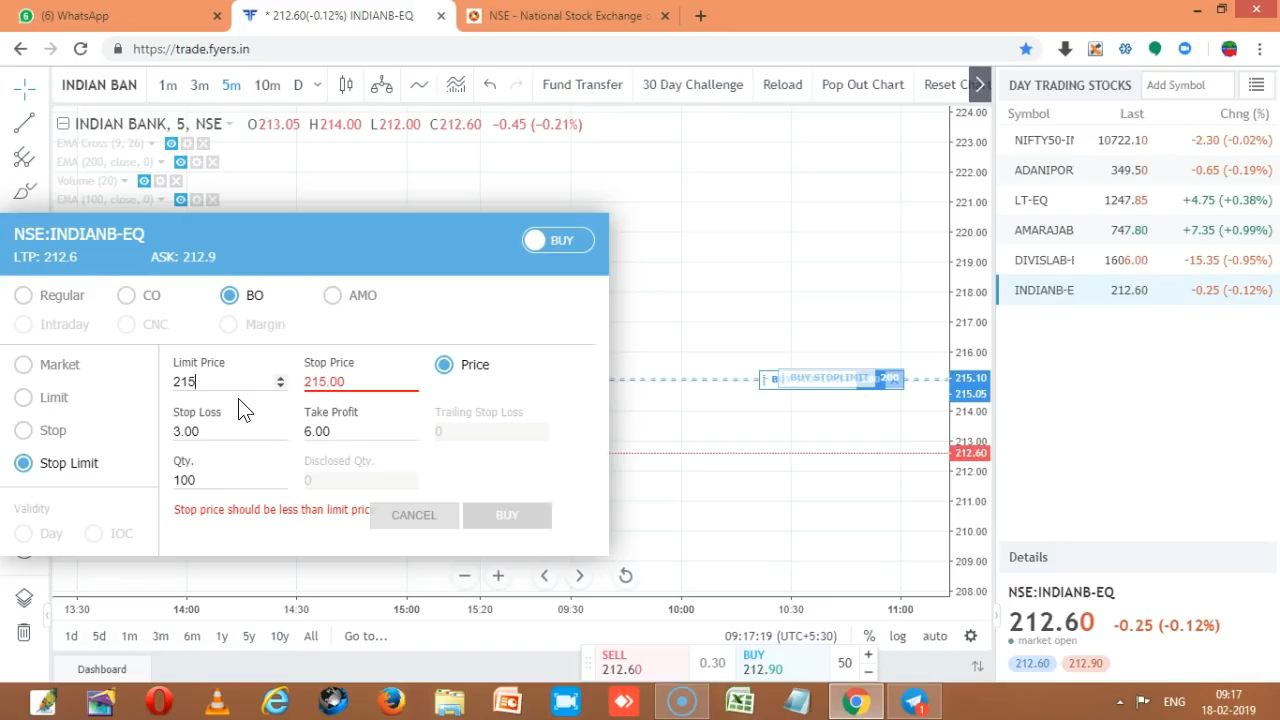 (6) WhatsApp
* 212.60(-0.12%) INDIANB-EQ
NSE - National Stock Exchange o
https://trade.fyers.in
INDIAN BAN
1m 3m 5m 10m D
Fund Transfer
30 Day Challenge
Reload
Pop Out Chart
Reset Ch
DAY TRADING STOCKS
Add Symbol
INDIAN BANK, 5, NSE O213.05 H214.00 L212.00 C212.60 −0.45 (−0.21%)
EMA Cross (9, 26)
EMA (200, close, 0)
Volume (20)
EMA (100, close, 0)
Symbol Last Chng (%)
NIFTY50-IN 10722.10 -2.30 (-0.02%)
ADANIPOR 349.50 -0.65 (-0.19%)
LT-EQ 1247.85 +4.75 (+0.38%)
AMARAJAB 747.80 +7.35 (+0.99%)
DIVISLAB-E 1606.00 -15.35 (-0.95%)
INDIANB-E 212.60 -0.25 (-0.12%)
NSE:INDIANB-EQ
LTP: 212.6 ASK: 212.9
BUY
Regular CO BO AMO
Intraday CNC Margin
Market
Limit
Stop
Stop Limit
Validity
Day IOC
Limit Price Stop Price Price
215 215.00
Stop Loss Take Profit Trailing Stop Loss
3.00 6.00 0
Qty. Disclosed Qty.
100 0
Stop price should be less than limit pric
CANCEL BUY
BUY STOPLIMIT 200
224.00
223.00
222.00
221.00
220.00
219.00
218.00
217.00
216.00
215.10
215.05
214.00
213.00
212.60
212.00
211.00
210.00
209.00
208.00
13:30 14:00 14:30 15:00 15:20 09:30 10:00 10:30 11:00
1d 5d 1m 3m 6m 1y 5y 10y All Go to...
09:17:19 (UTC+5:30) % log auto
Dashboard
SELL
212.60
0.30
BUY
212.90
50
Details
NSE:INDIANB-EQ
212.60 -0.25 (-0.12%)
market open
212.60 212.90
1
ENG
09:17
18-02-2019